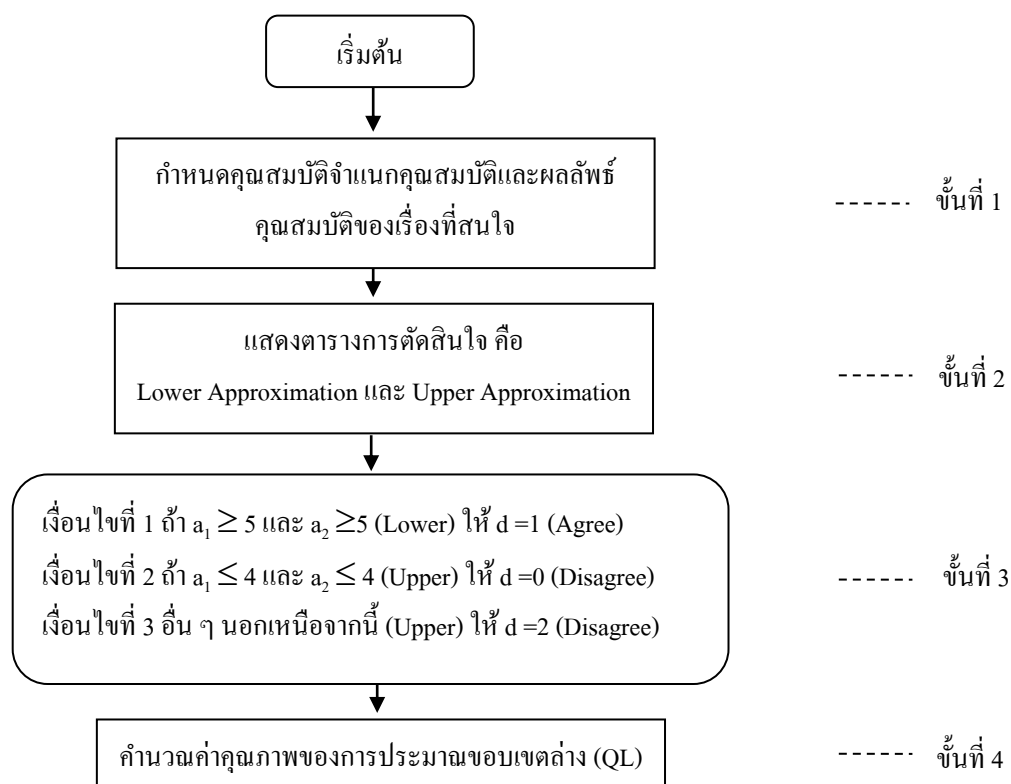 เริ่มต้น
กำหนดคุณสมบัติจำแนกคุณสมบัติและผลลัพธ์
คุณสมบัติของเรื่องที่สนใจ
ขั้นที่ 1
แสดงตารางการตัดสินใจ คือ
Lower Approximation และ Upper Approximation
ขั้นที่ 2
เงื่อนไขที่ 1 ถ้า a₁ ≥ 5 และ a₂ ≥5 (Lower) ให้ d =1 (Agree)
เงื่อนไขที่ 2 ถ้า a₁ ≤ 4 และ a₂ ≤ 4 (Upper) ให้ d =0 (Disagree)
เงื่อนไขที่ 3 อื่น ๆ นอกเหนือจากนี้ (Upper) ให้ d =2 (Disagree)
ขั้นที่ 3
คำนวณค่าคุณภาพของการประมาณขอบเขตล่าง (QL)
ขั้นที่ 4